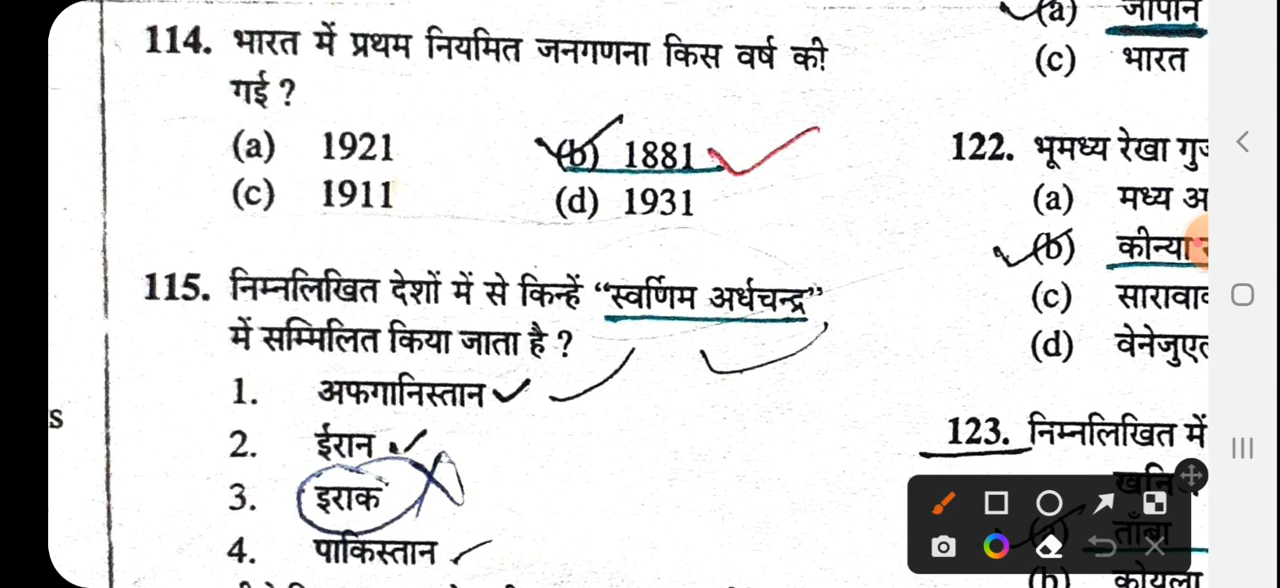 114. भारत में प्रथम नियमित जनगणना किस वर्ष की
गई ?
(a) 1921 (b) 1881
(c) 1911 (d) 1931
115. निम्नलिखित देशों में से किन्हें “स्वर्णिम अर्धचन्द्र”
में सम्मिलित किया जाता है ?
1. अफगानिस्तान
2. ईरान
3. इराक
4. पाकिस्तान
S
(a) जापान
(c) भारत
122. भूमध्य रेखा
(a) मध्य
(b) कीन्या
(c)
(d)
123. निम्नलिखित में
ताँबा
(b) कोयला